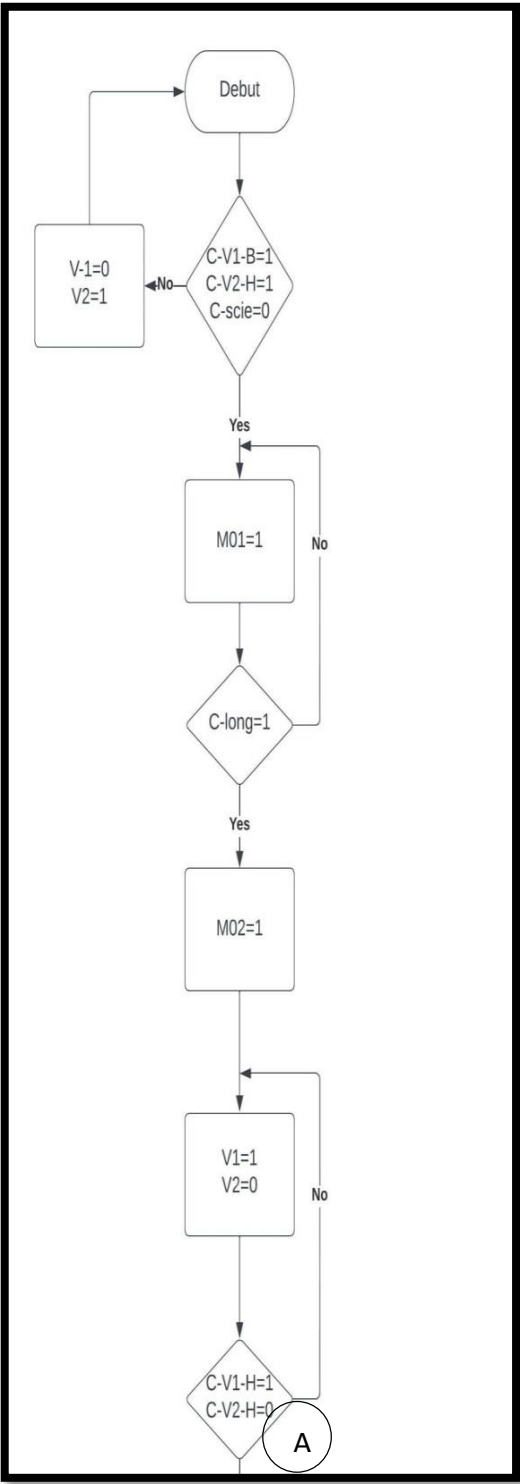 Debut
C-V1-B=1
C-V2-H=1
C-scie=0
No
V-1=0
V2=1
Yes
M01=1
No
C-long=1
Yes
M02=1
V1=1
V2=0
No
C-V1-H=1
C-V2-H=0
A